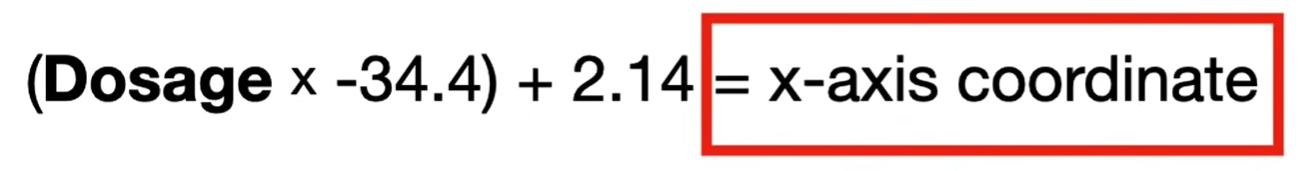 (Dosage × -34.4) + 2.14 = x-axis coordinate